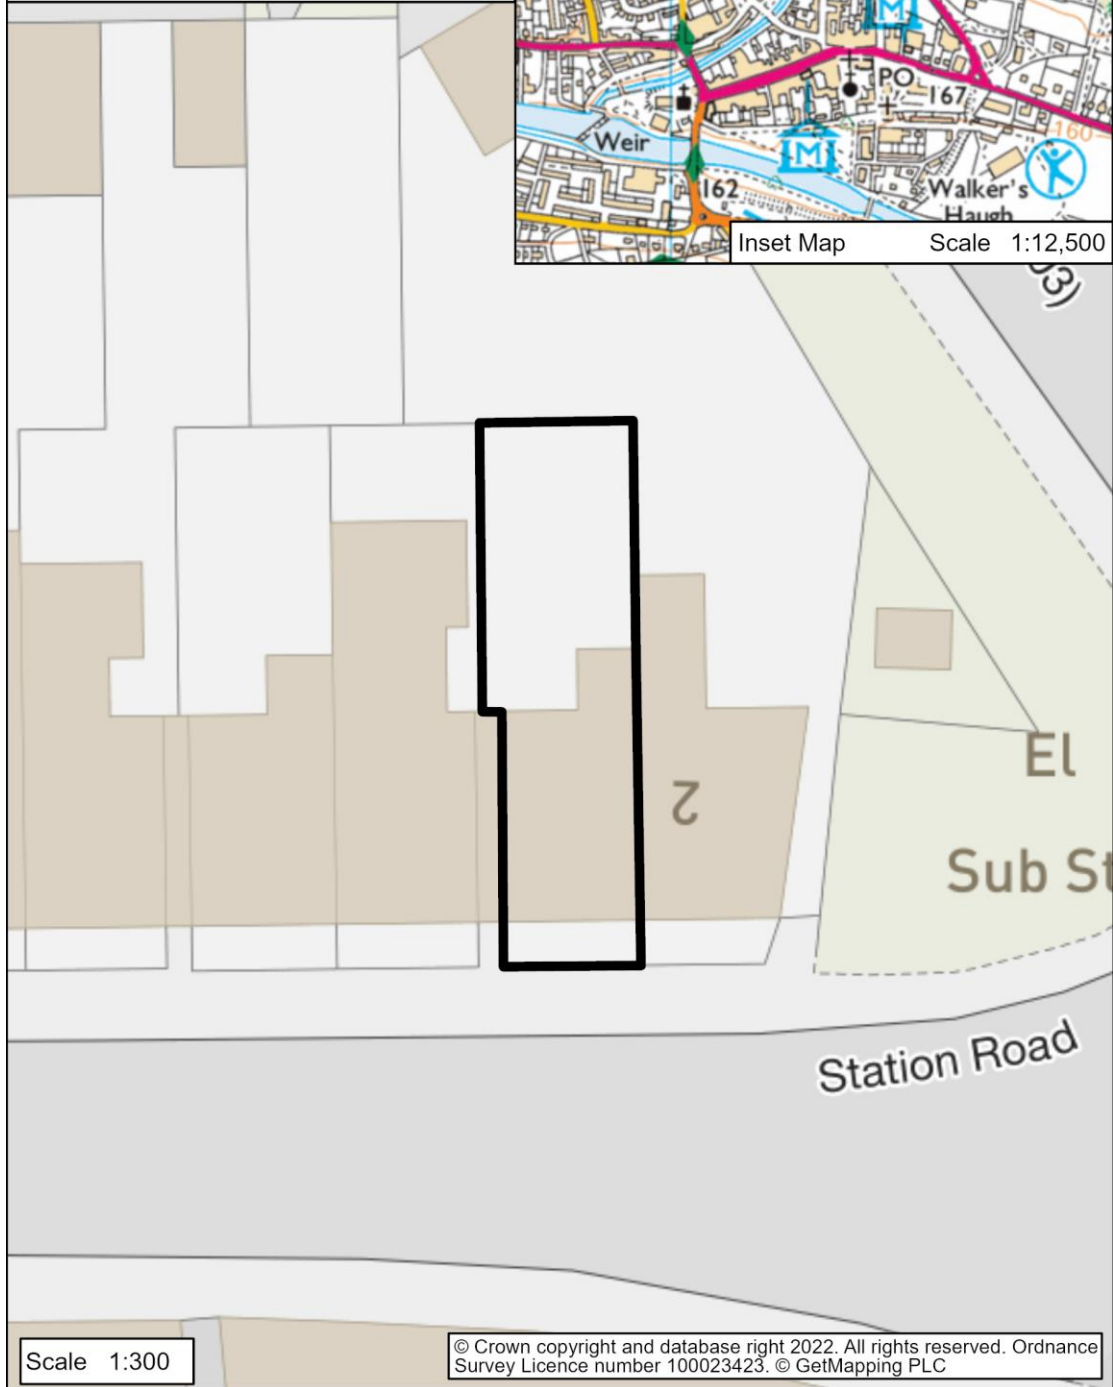 M
PO
167
160
Weir
M
162
Walker's
Haugh
Inset Map Scale 1:12,500
03)
2
El
Sub St
Station Road
Scale 1:300
© Crown copyright and database right 2022. All rights reserved. Ordnance
Survey Licence number 100023423. © GetMapping PLC